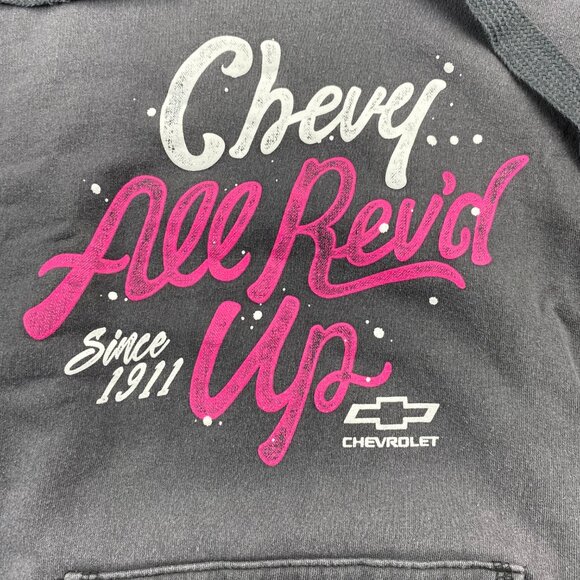 Chevy...
All Rev'd
Up
Since
1911
CHEVROLET